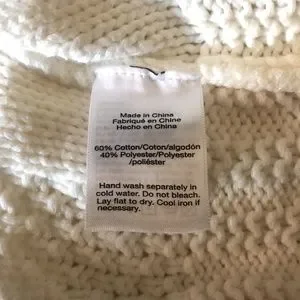 Made in China
Fabriqué en Chine
Hecho en China
60% Cotton/Coton/algodón
40% Polyester/Polyester
/poliéster
Hand wash separately in
cold water. Do not bleach.
Lay flat to dry. Cool iron if
necessary.